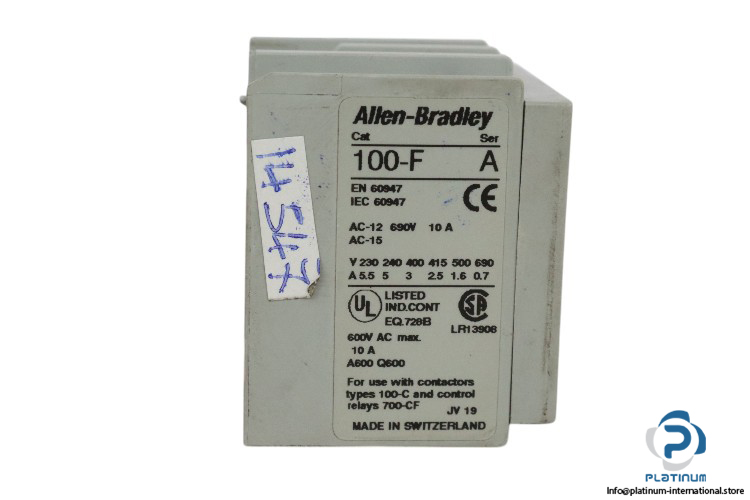 Allen-Bradley
Cat Ser
100-F A
EN 60947
IEC 60947
CE
AC-12 690V 10 A
AC-15
V 230 240 400 415 500 690
A 5.5 5 3 2.5 1.6 0.7
UL LISTED
IND.CONT
EQ.728B
SA
LR13908
600V AC max.
10 A
A600 Q600
For use with contactors
types 100-C and control
relays 700-CF
JV 19
MADE IN SWITZERLAND
14547
PLATINUM
Info@platinum-international.store